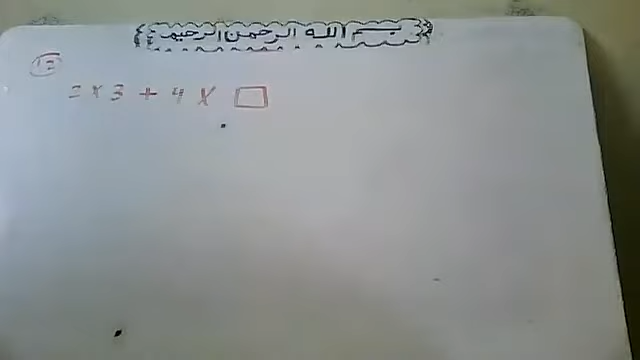 بسم الله الرحمن الرحيم
2 x 3 + 4 x □